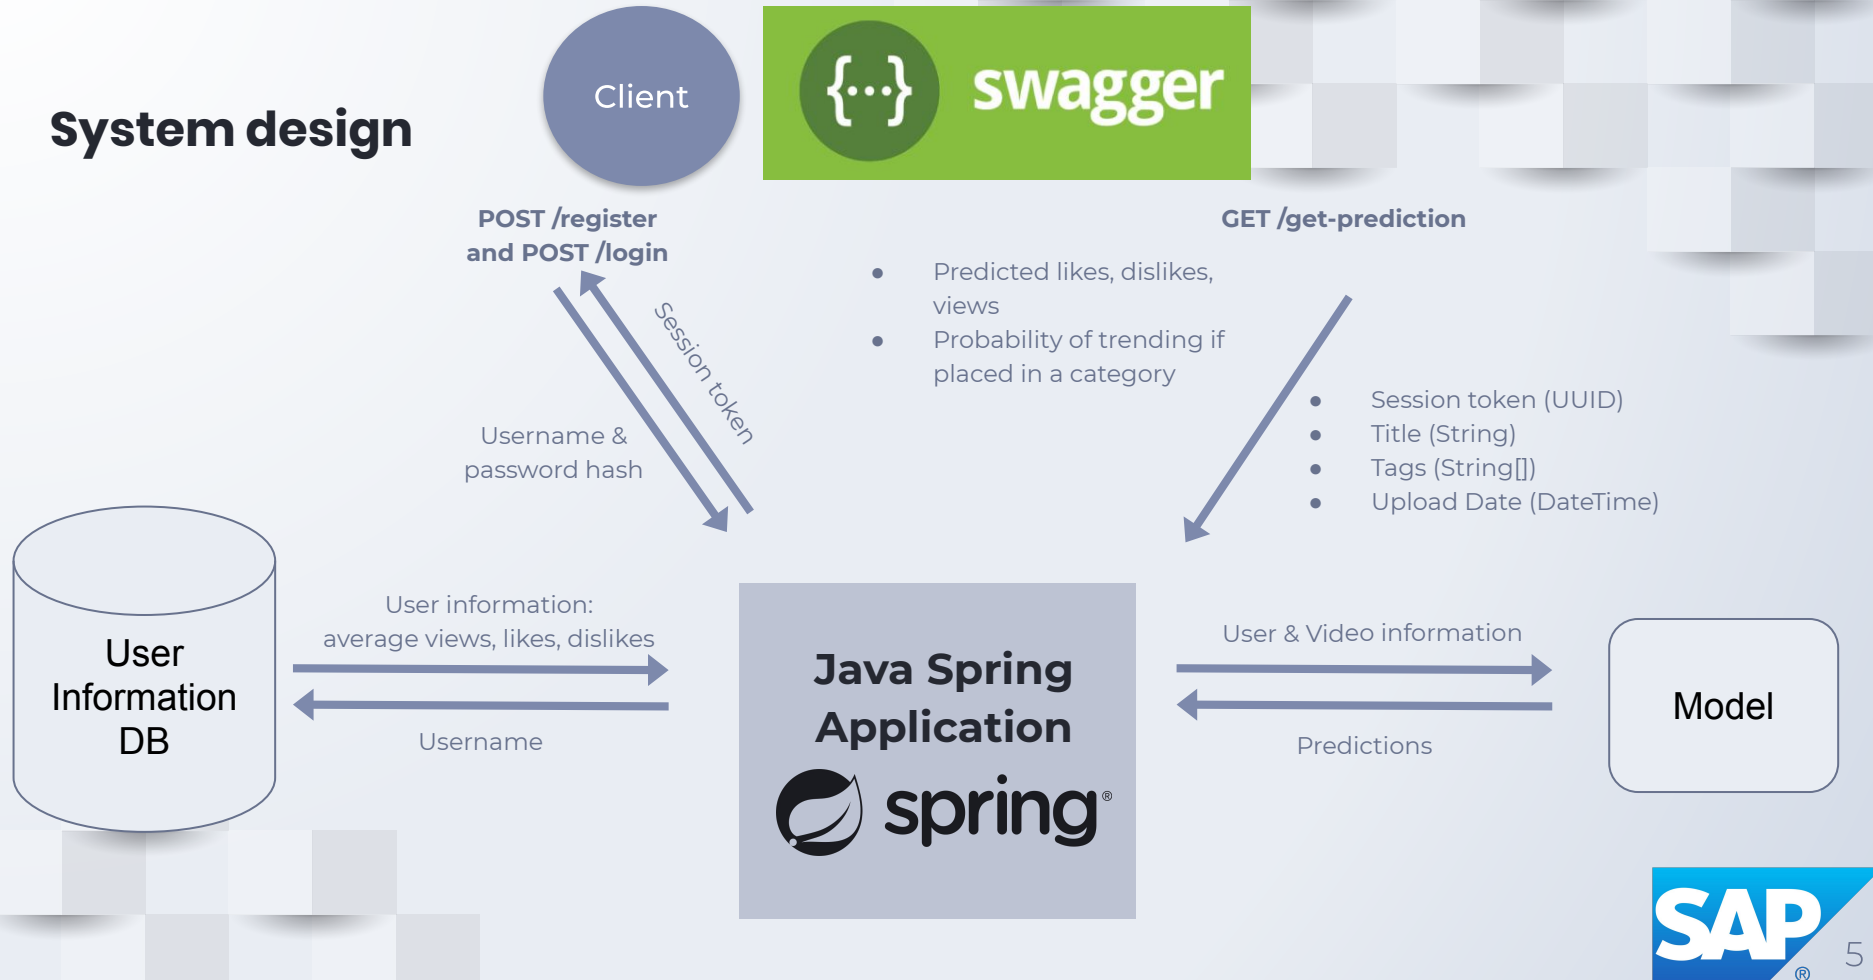 System design
Client
{···} swagger
POST /register
and POST /login
GET /get-prediction
Session token
● Predicted likes, dislikes,
views
● Probability of trending if
placed in a category
Username &
password hash
● Session token (UUID)
● Title (String)
● Tags (String[])
● Upload Date (DateTime)
User
Information
DB
User information:
average views, likes, dislikes
Username
Java Spring
Application
spring®
User & Video information
Predictions
Model
SAP®
5